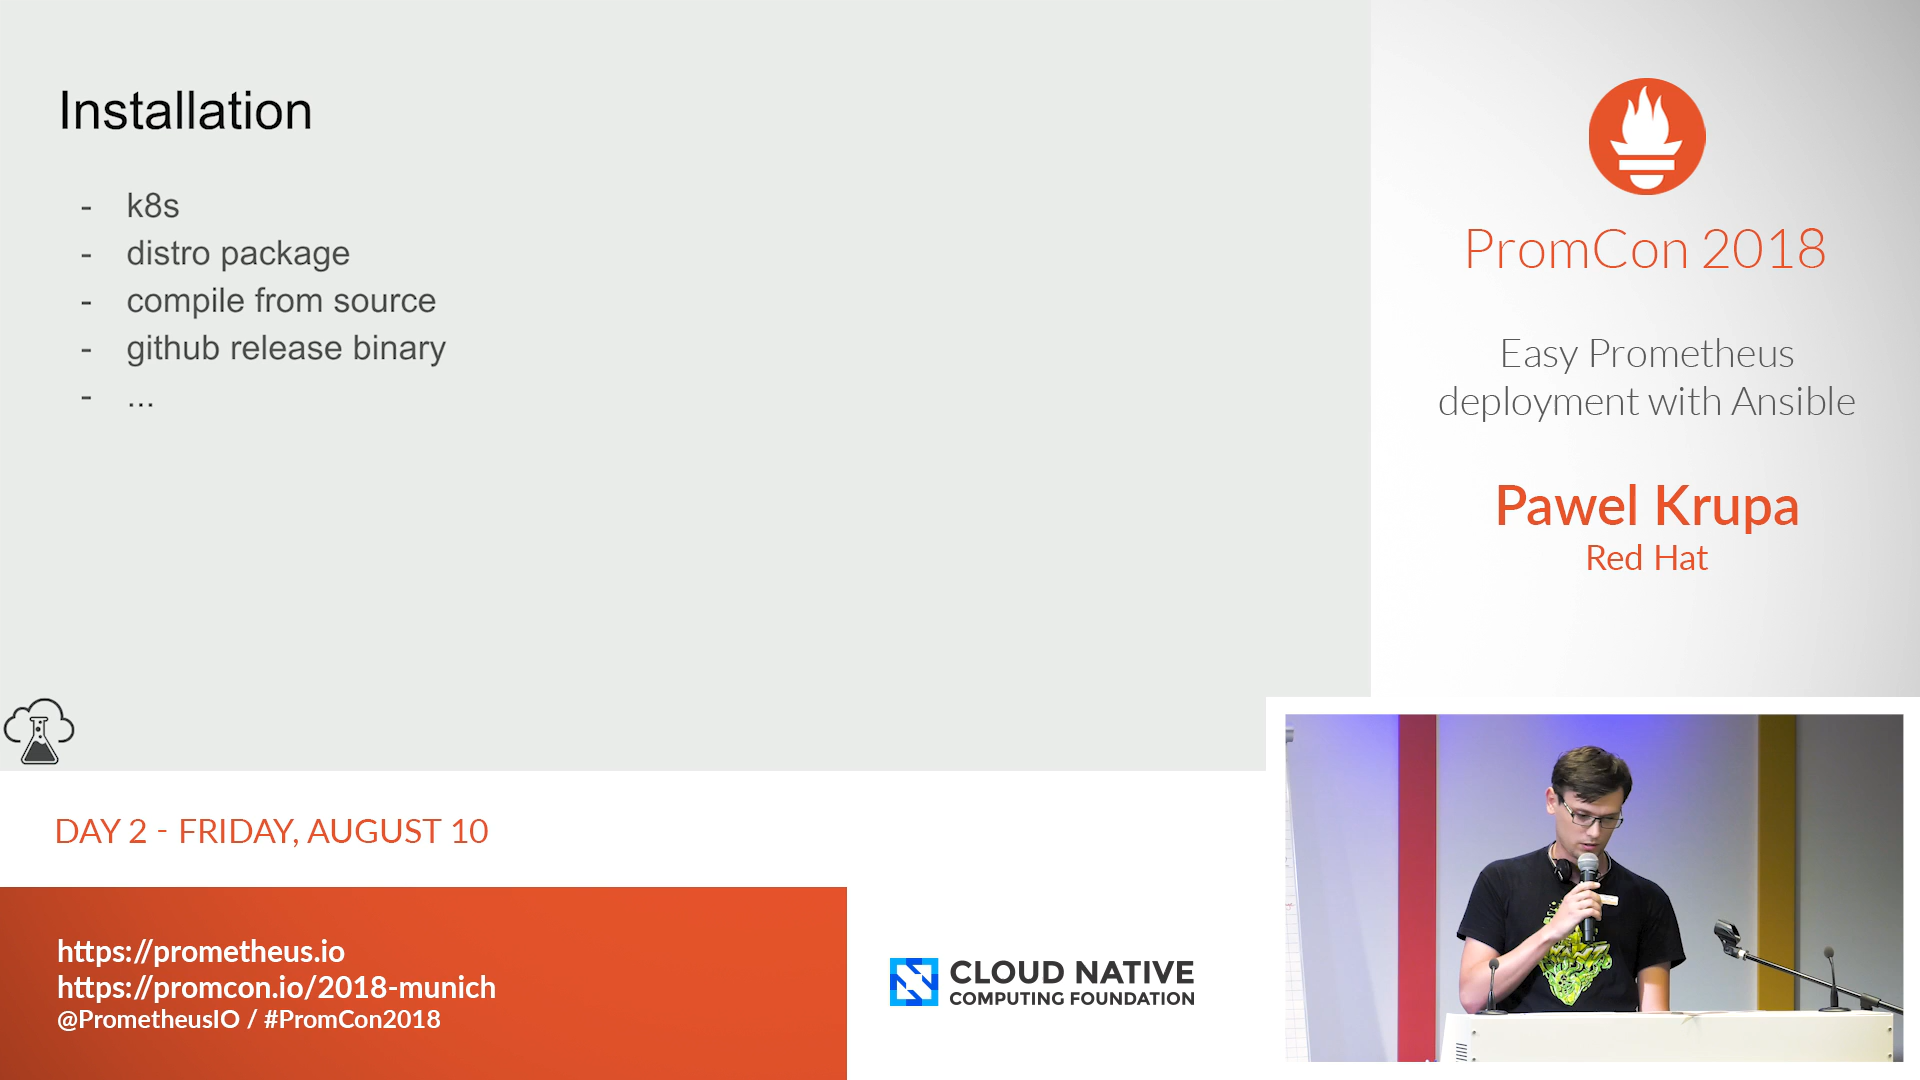 Installation
- k8s
- distro package
- compile from source
- github release binary
- ...
PromCon 2018
Easy Prometheus
deployment with Ansible
Pawel Krupa
Red Hat
DAY 2 - FRIDAY, AUGUST 10
https://prometheus.io
https://promcon.io/2018-munich
@PrometheusIO / #PromCon2018
CLOUD NATIVE
COMPUTING FOUNDATION